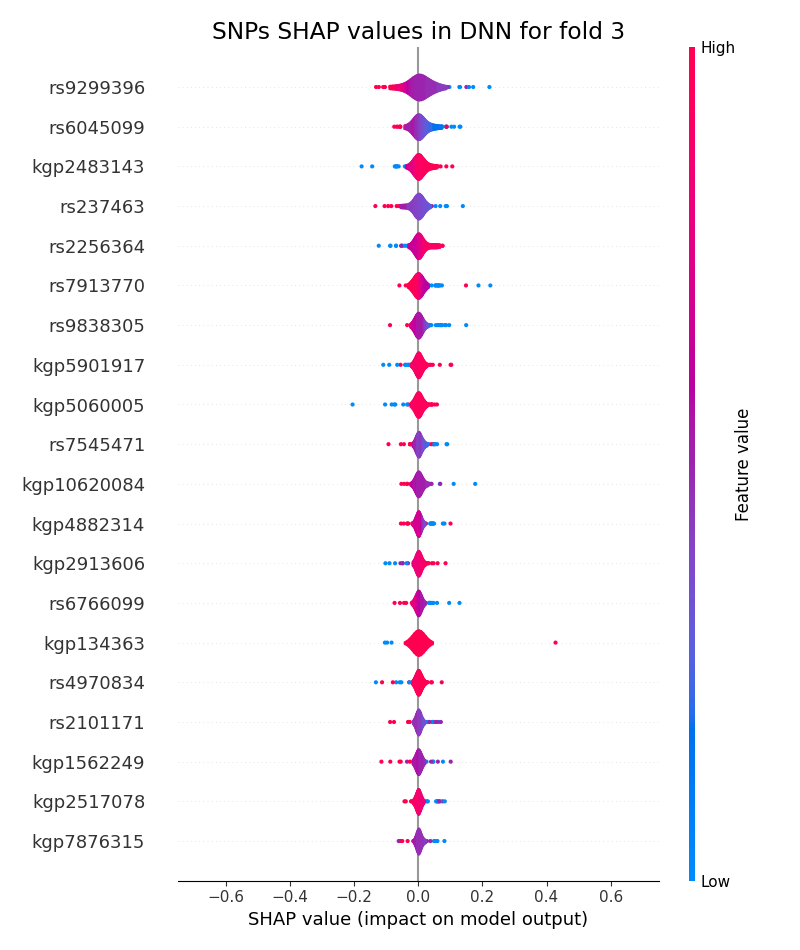 SNPs SHAP values in DNN for fold 3
High
rs9299396
rs6045099
kgp2483143
rs237463
rs2256364
rs7913770
rs9838305
kgp5901917
kgp5060005
rs7545471
kgp10620084
kgp4882314
kgp2913606
rs6766099
kgp134363
rs4970834
rs2101171
kgp1562249
kgp2517078
kgp7876315
Feature value
Low
−0.6 −0.4 −0.2 0.0 0.2 0.4 0.6
SHAP value (impact on model output)